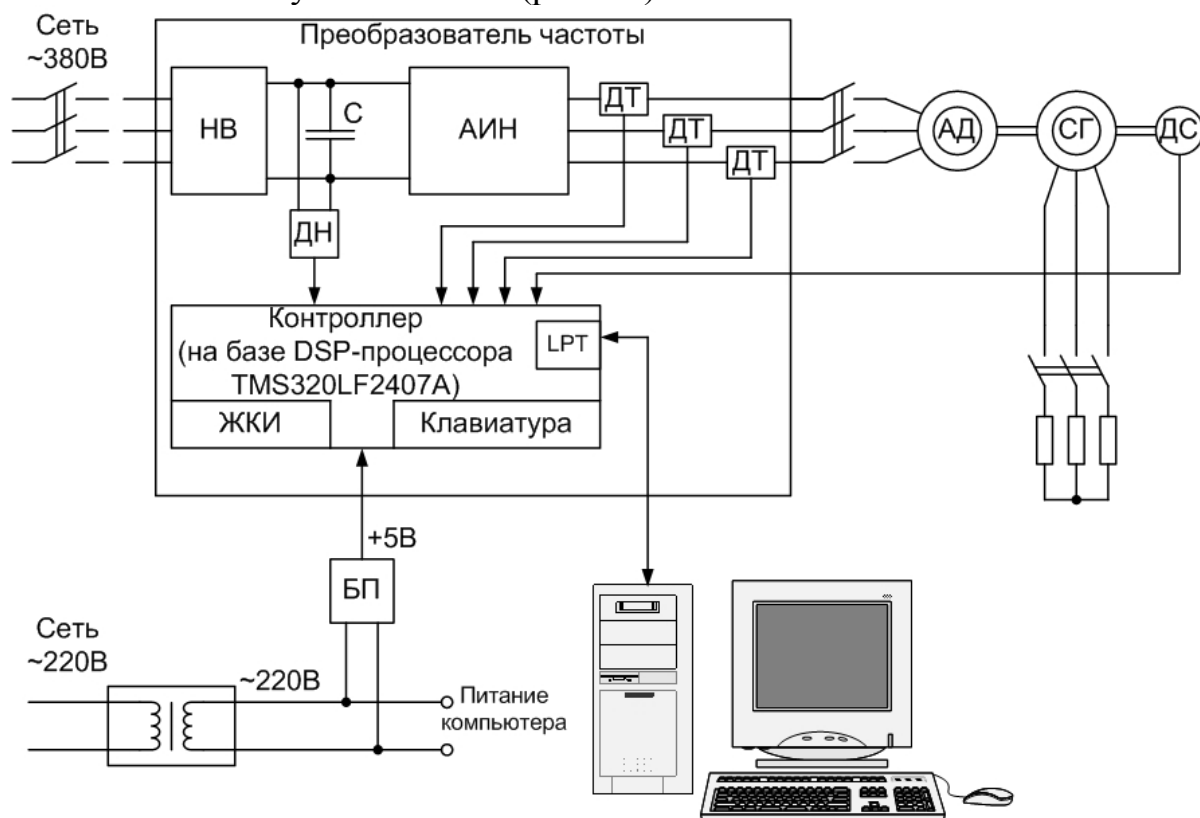 Сеть
~380В
Преобразователь частоты
НВ
С
АИН
ДТ
ДТ
ДТ
АД
СГ
ДС
ДН
Контроллер
(на базе DSP-процессора
TMS320LF2407A)
LPT
ЖКИ
Клавиатура
+5В
БП
Сеть
~220В
~220В
Питание
компьютера